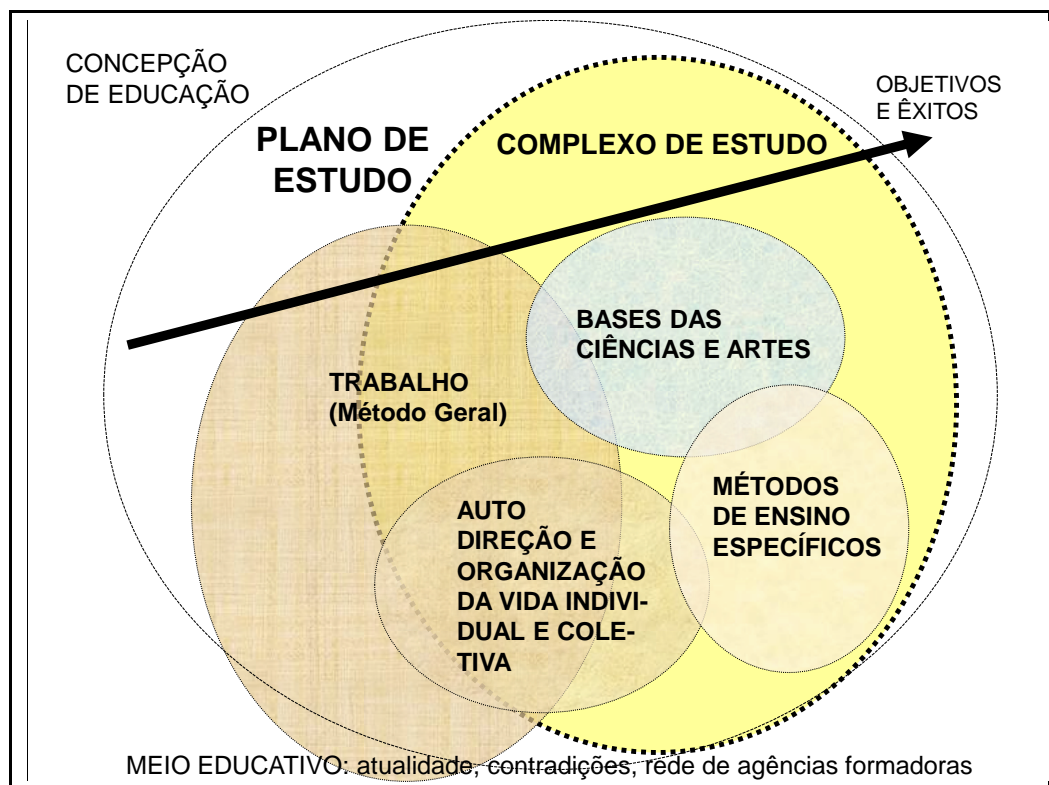 CONCEPÇÃO
DE EDUCAÇÃO
OBJETIVOS
E ÊXITOS
PLANO DE
ESTUDO
COMPLEXO DE ESTUDO
BASES DAS
CIÊNCIAS E ARTES
TRABALHO
(Método Geral)
MÉTODOS
DE ENSINO
ESPECÍFICOS
AUTO
DIREÇÃO E
ORGANIZAÇÃO
DA VIDA INDIVI-
DUAL E COLE-
TIVA
MEIO EDUCATIVO: atualidade, contradições, rede de agências formadoras